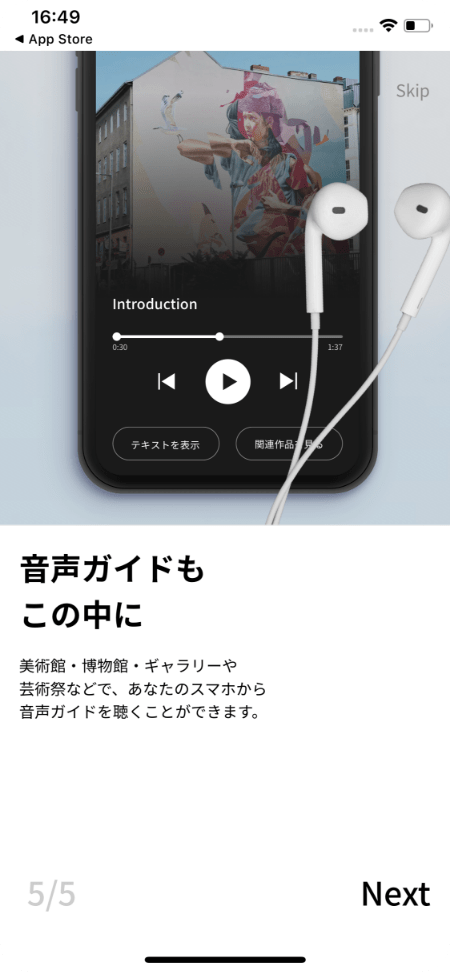 16:49
◀ App Store
Skip
Introduction
0:30
1:37
テキストを表示
関連作品を見る
音声ガイドも
この中に
美術館・博物館・ギャラリーや
芸術祭などで、あなたのスマホから
音声ガイドを聴くことができます。
5/5
Next